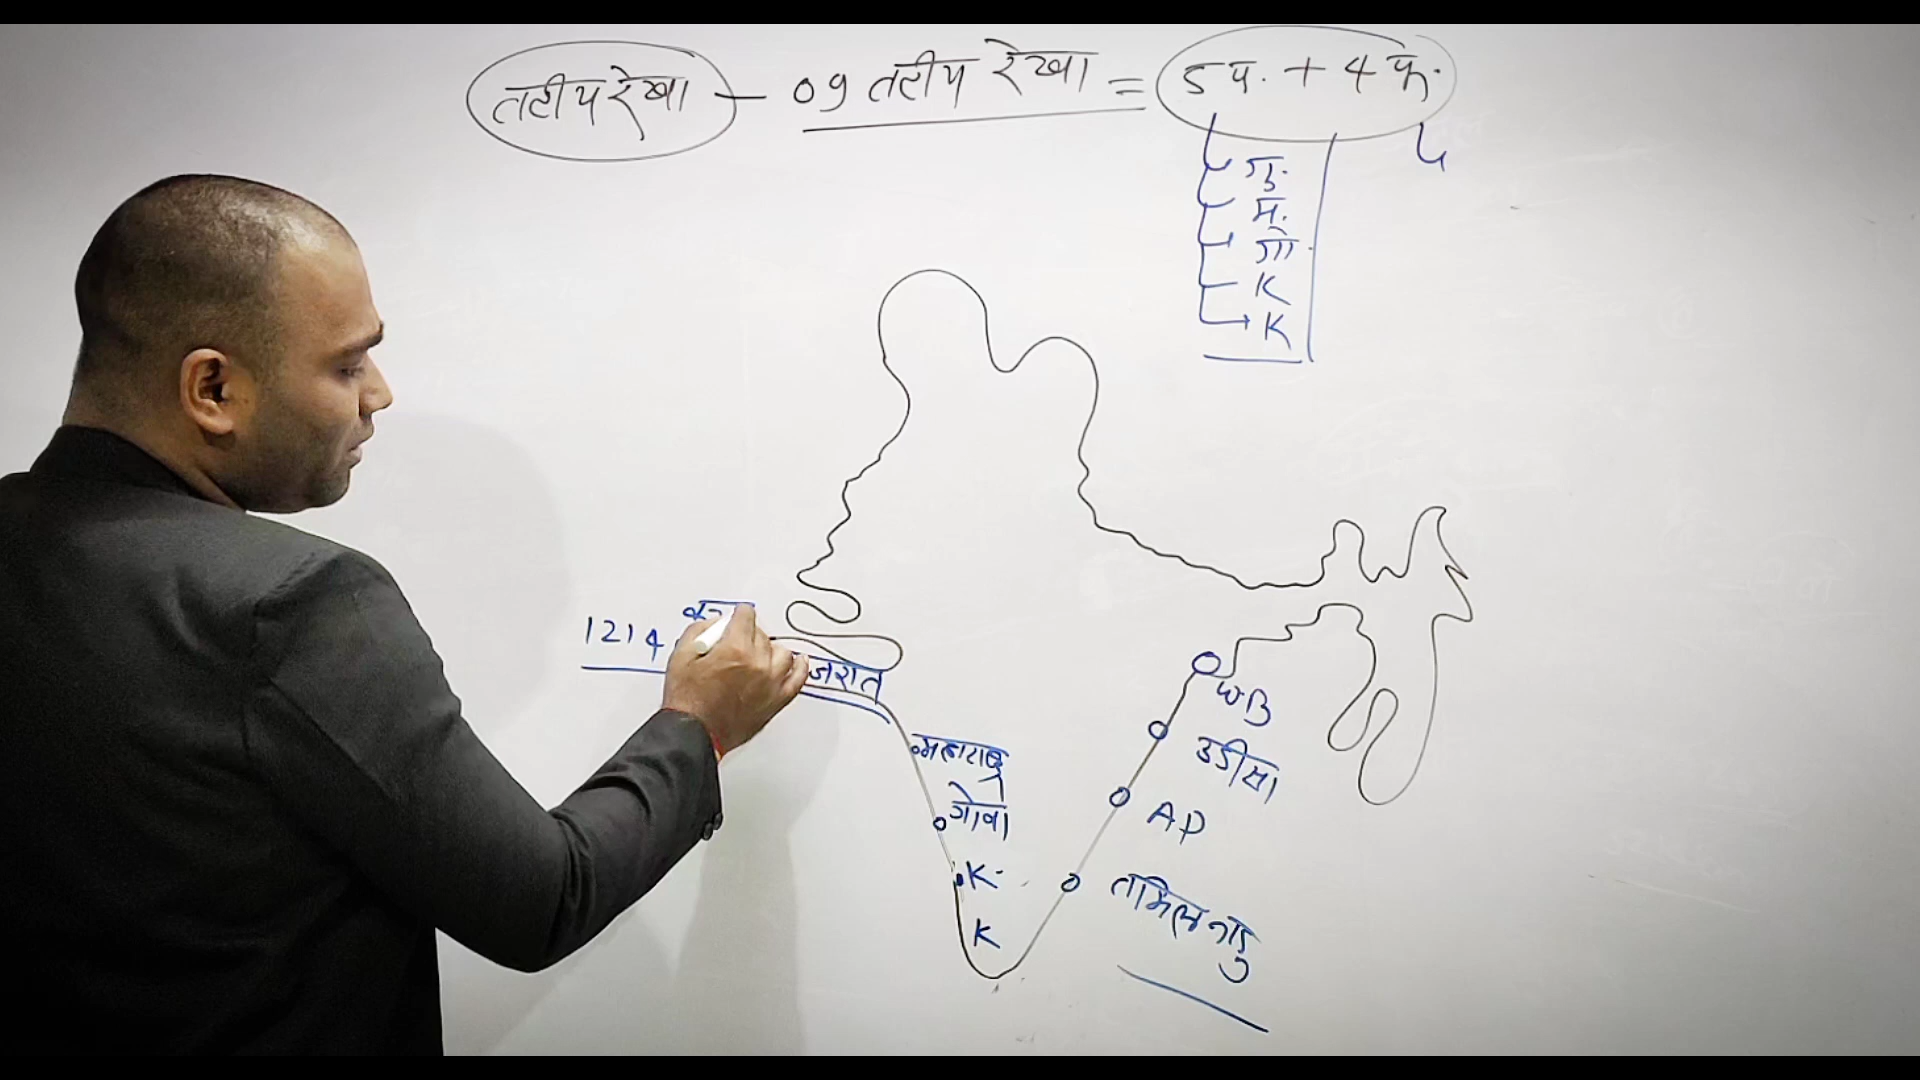 तटीय रेखा — 09 तटीय रेखा = 5 प. + 4 पू.
गु.
म.
गो.
K
K
1214
जरात
महाराष्ट्र
गोवा
K.
K
WB
उडीसा
AP
तमिलनाडु